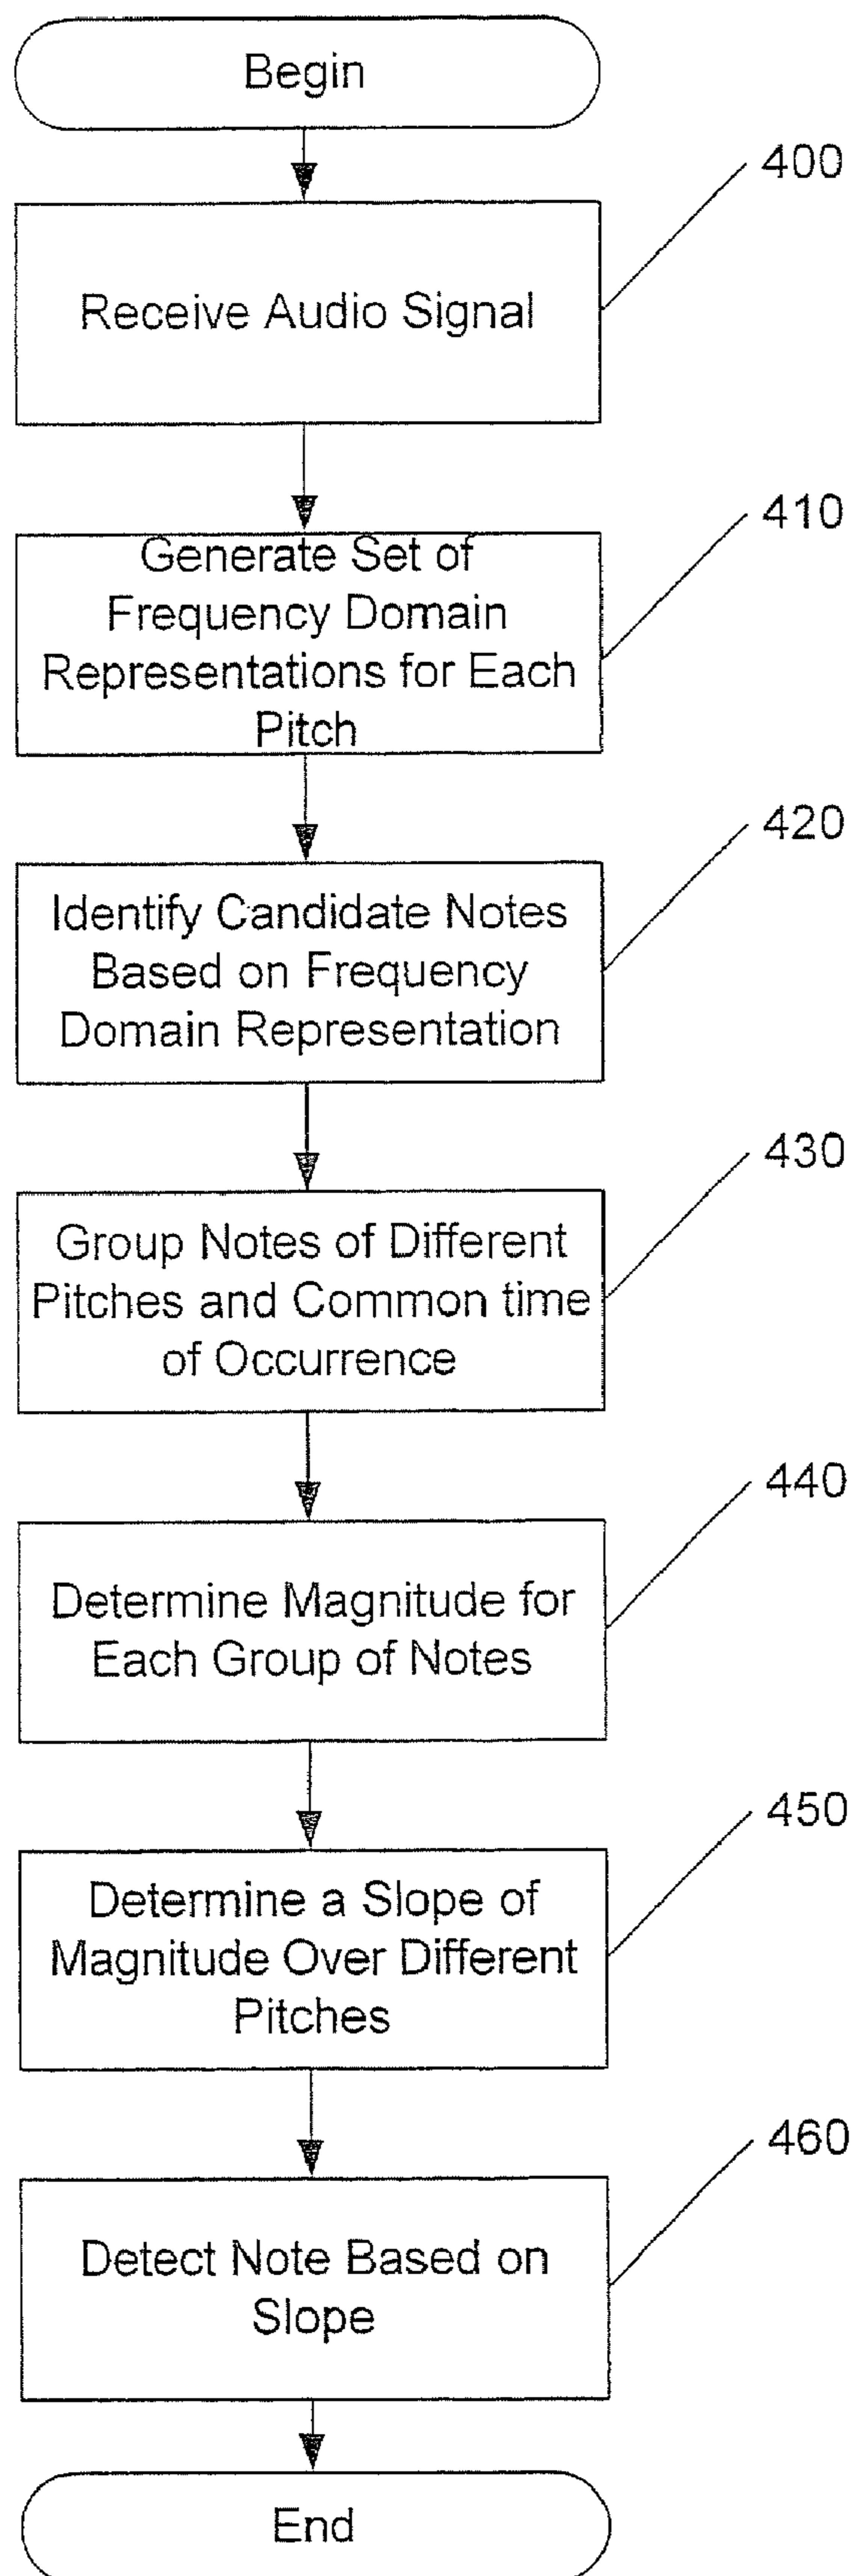 Begin
400
Receive Audio Signal
410
Generate Set of
Frequency Domain
Representations for Each
Pitch
420
Identify Candidate Notes
Based on Frequency
Domain Representation
430
Group Notes of Different
Pitches and Common time
of Occurrence
440
Determine Magnitude for
Each Group of Notes
450
Determine a Slope of
Magnitude Over Different
Pitches
460
Detect Note Based on
Slope
End